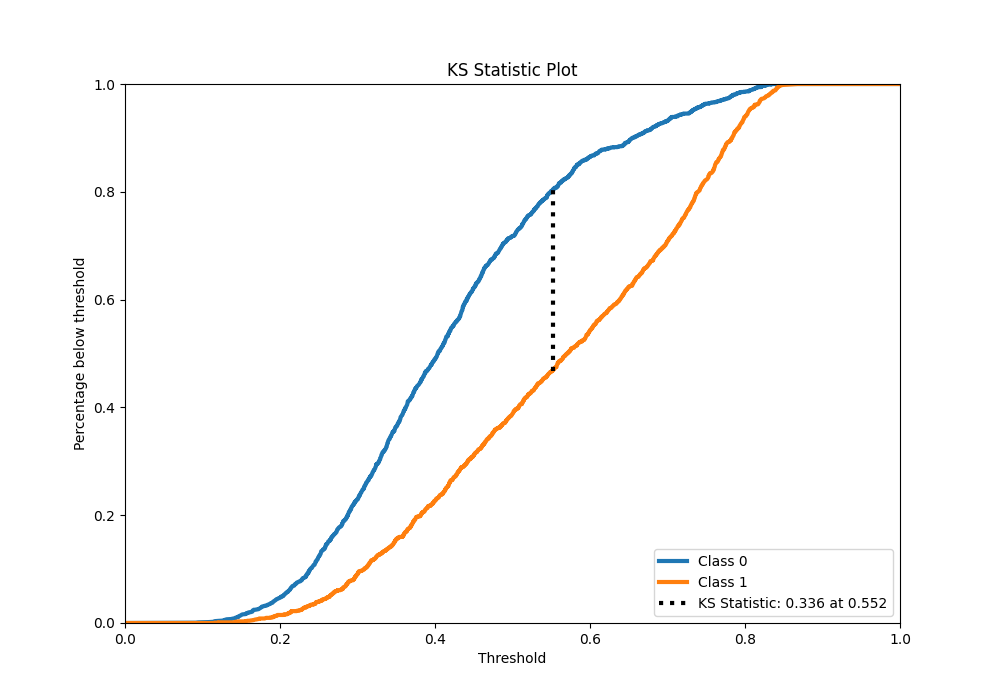 KS Statistic Plot
Percentage below threshold
1.0
0.8
0.6
0.4
0.2
0.0
0.0 0.2 0.4 0.6 0.8 1.0
Threshold
Class 0
Class 1
KS Statistic: 0.336 at 0.552